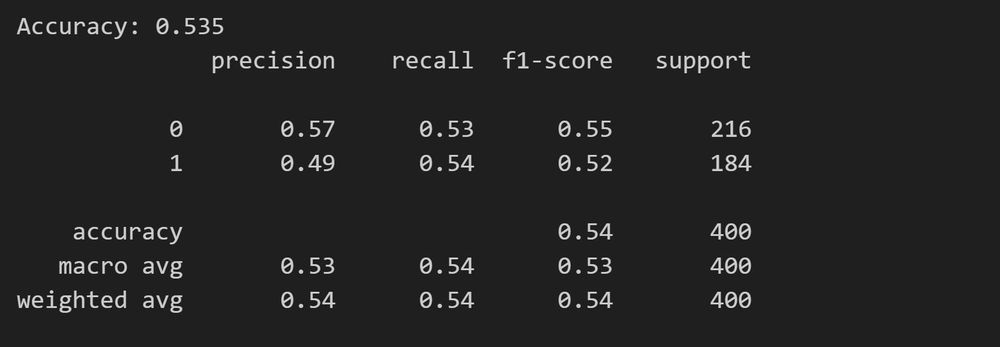 Accuracy: 0.535
precision recall f1-score support
0 0.57 0.53 0.55 216
1 0.49 0.54 0.52 184
accuracy 0.54 400
macro avg 0.53 0.54 0.53 400
weighted avg 0.54 0.54 0.54 400